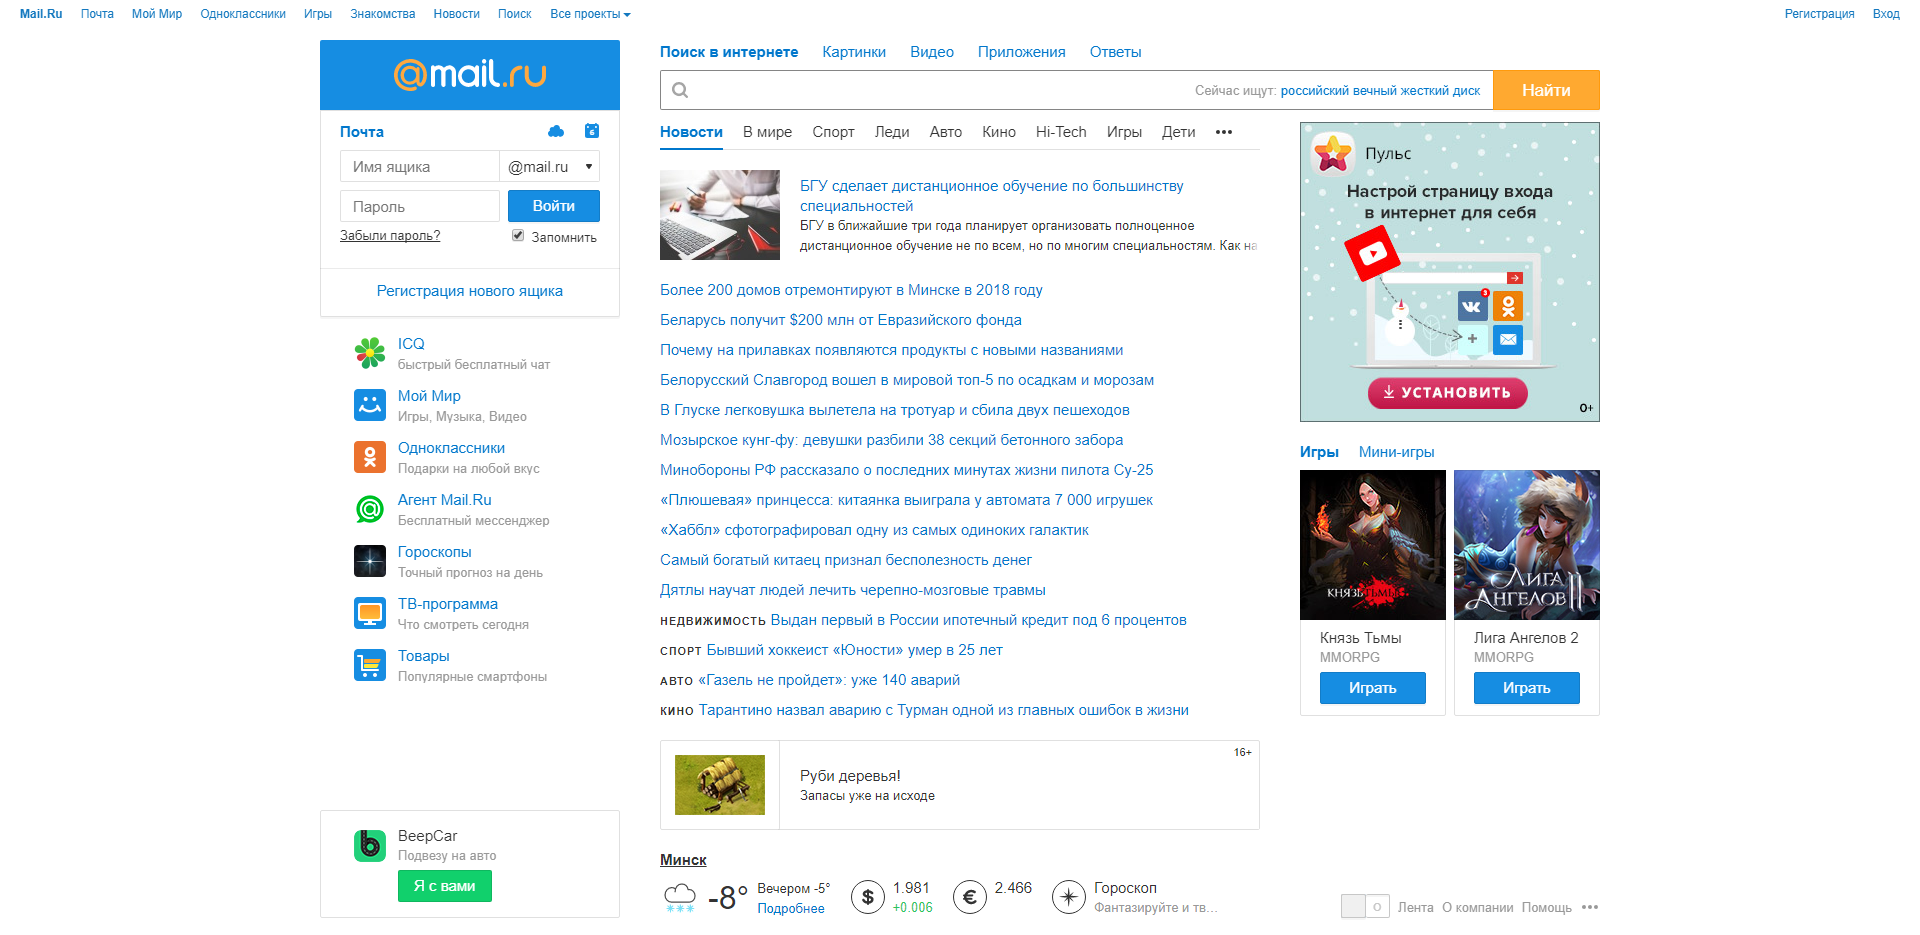 Mail.Ru Почта Мой Мир Одноклассники Игры Знакомства Новости Поиск Все проекты Регистрация Вход
@mail.ru
Почта
6
Имя ящика @mail.ru
Пароль Войти
Забыли пароль? Запомнить
Регистрация нового ящика
ICQ
быстрый бесплатный чат
Мой Мир
Игры, Музыка, Видео
Одноклассники
Подарки на любой вкус
Агент Mail.Ru
Бесплатный мессенджер
Гороскопы
Точный прогноз на день
ТВ-программа
Что смотреть сегодня
Товары
Популярные смартфоны
BeepCar
Подвезу на авто
Я с вами
Поиск в интернете Картинки Видео Приложения Ответы
Сейчас ищут: российский вечный жесткий диск Найти
Новости В мире Спорт Леди Авто Кино Hi-Tech Игры Дети •••
БГУ сделает дистанционное обучение по большинству
специальностей
БГУ в ближайшие три года планирует организовать полноценное
дистанционное обучение не по всем, но по многим специальностям. Как на
Более 200 домов отремонтируют в Минске в 2018 году
Беларусь получит $200 млн от Евразийского фонда
Почему на прилавках появляются продукты с новыми названиями
Белорусский Славгород вошел в мировой топ-5 по осадкам и морозам
В Глуске легковушка вылетела на тротуар и сбила двух пешеходов
Мозырское кунг-фу: девушки разбили 38 секций бетонного забора
Минобороны РФ рассказало о последних минутах жизни пилота Су-25
«Плюшевая» принцесса: китаянка выиграла у автомата 7 000 игрушек
«Хаббл» сфотографировал одну из самых одиноких галактик
Самый богатый китаец признал бесполезность денег
Дятлы научат людей лечить черепно-мозговые травмы
НЕДВИЖИМОСТЬ Выдан первый в России ипотечный кредит под 6 процентов
СПОРТ Бывший хоккеист «Юности» умер в 25 лет
АВТО «Газель не пройдет»: уже 140 аварий
КИНО Тарантино назвал аварию с Турман одной из главных ошибок в жизни
16+
Руби деревья!
Запасы уже на исходе
Минск
-8° Вечером -5° Подробнее
$ 1.981 +0.006
€ 2.466
Гороскоп
Фантазируйте и тв...
Пульс
Настрой страницу входа
в интернет для себя
3
УСТАНОВИТЬ
0+
Игры Мини-игры
КНЯЗЬ ТЬМЫ
ЛИГА
АНГЕЛОВ II
Князь Тьмы
MMORPG
Играть
Лига Ангелов 2
MMORPG
Играть
Лента О компании Помощь •••